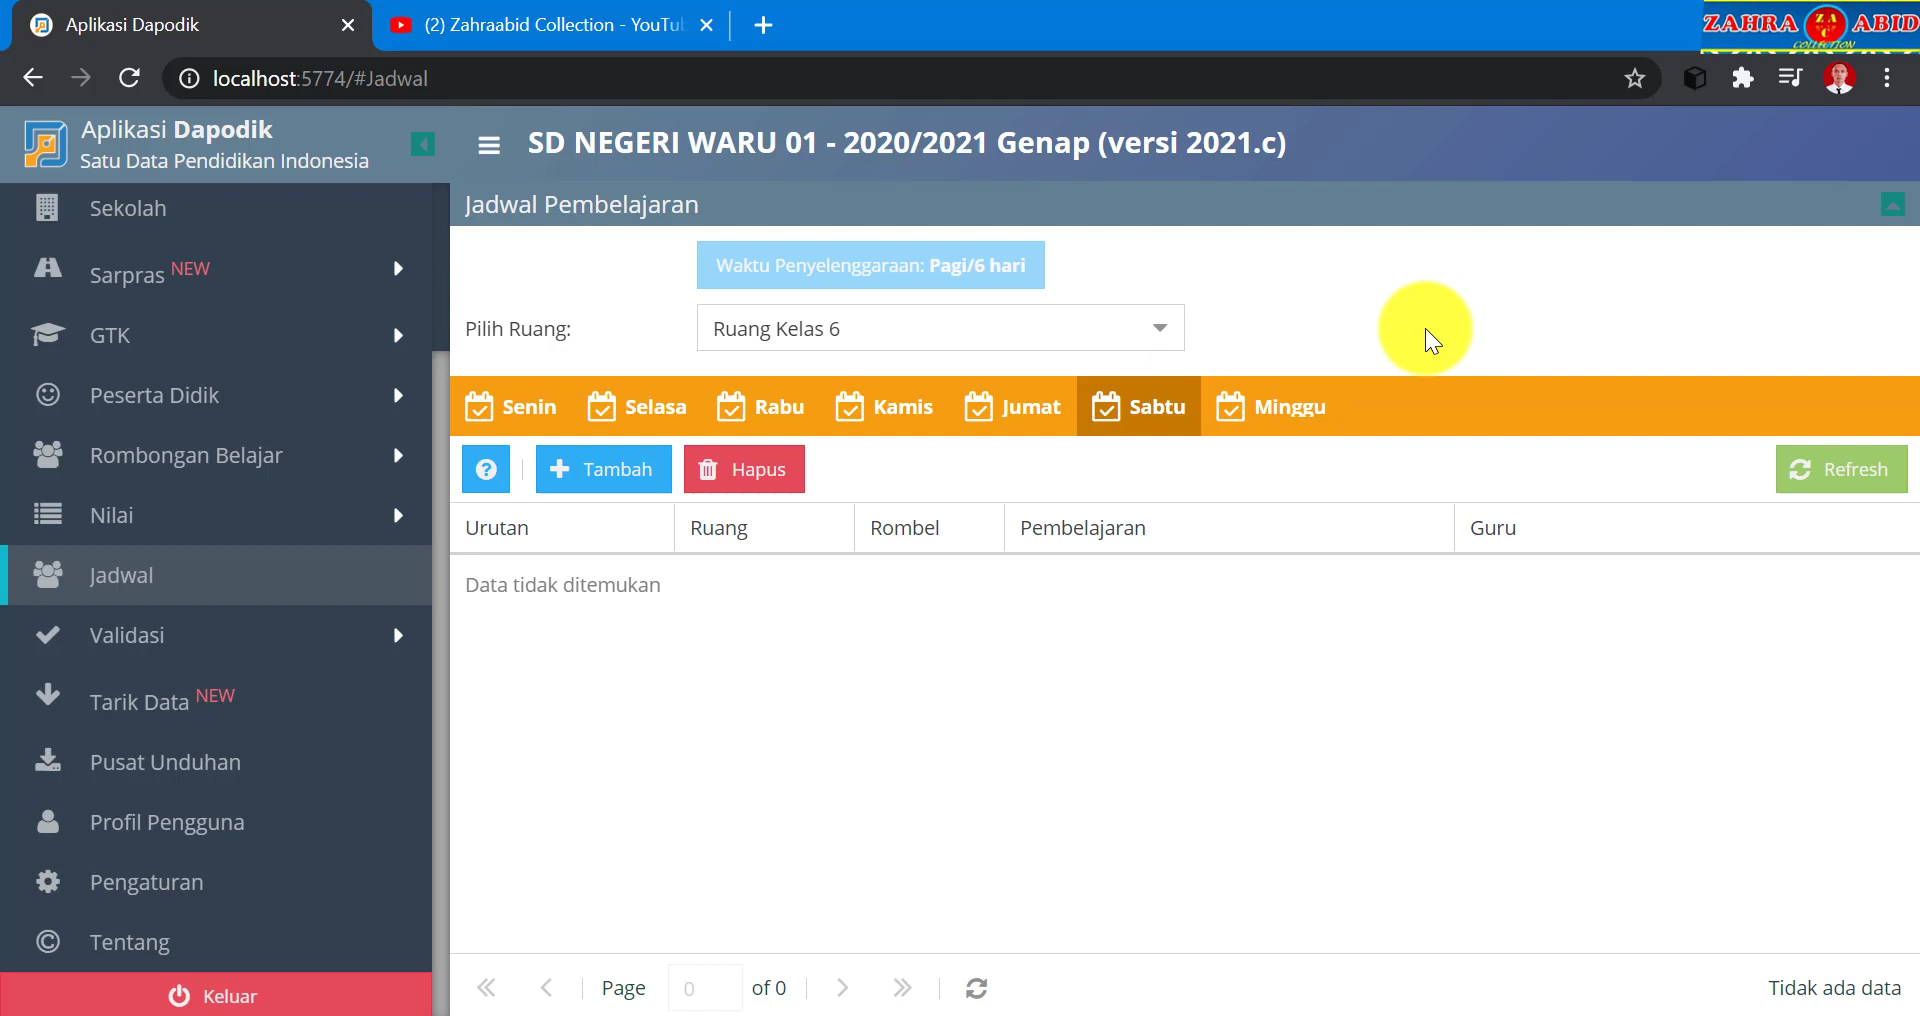 Aplikasi Dapodik
(2) Zahraabid Collection - YouTu
ZAHRA ZA C ABID
COLLECTION
localhost:5774/#Jadwal
Aplikasi Dapodik
Satu Data Pendidikan Indonesia
SD NEGERI WARU 01 - 2020/2021 Genap (versi 2021.c)
Sekolah
Sarpras NEW
GTK
Peserta Didik
Rombongan Belajar
Nilai
Jadwal
Validasi
Tarik Data NEW
Pusat Unduhan
Profil Pengguna
Pengaturan
Tentang
Keluar
Jadwal Pembelajaran
Waktu Penyelenggaraan: Pagi/6 hari
Pilih Ruang: Ruang Kelas 6
Senin Selasa Rabu Kamis Jumat Sabtu Minggu
? Tambah Hapus Refresh
Urutan Ruang Rombel Pembelajaran Guru
Data tidak ditemukan
Page 0 of 0 Tidak ada data